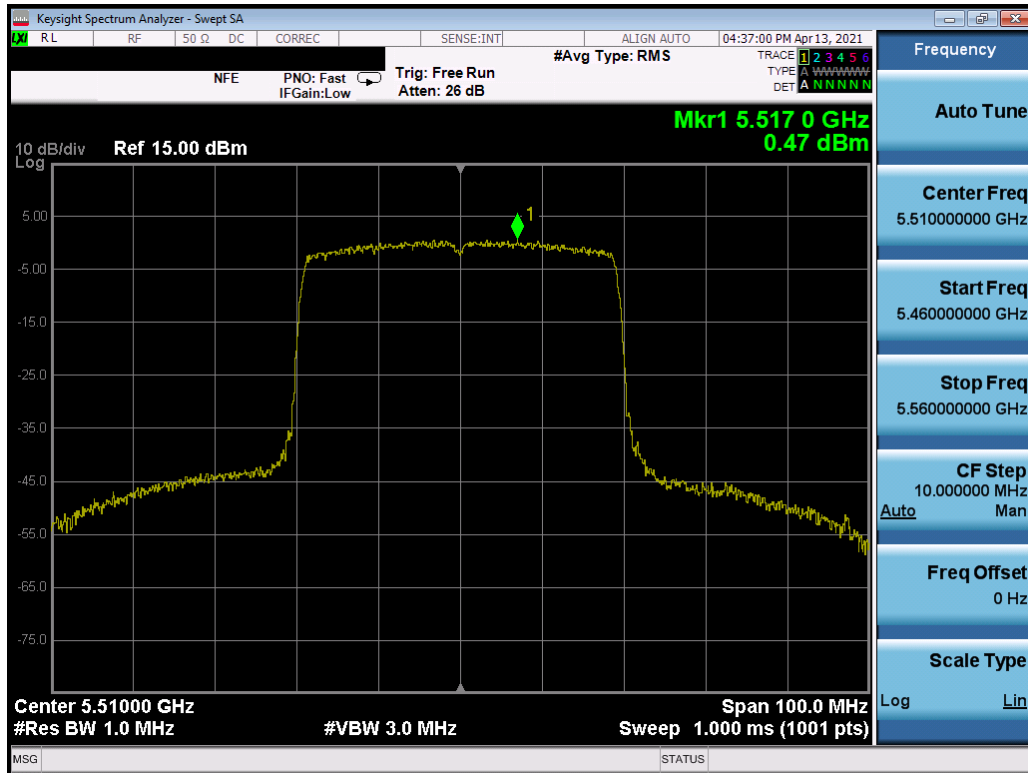 Keysight Spectrum Analyzer - Swept SA
LXI RL RF 50 Ω DC CORREC SENSE:INT ALIGN AUTO 04:37:00 PM Apr 13, 2021
NFE PNO: Fast IFGain:Low Trig: Free Run Atten: 26 dB #Avg Type: RMS
TRACE 1 2 3 4 5 6
TYPE A WWWWW
DET A N N N N N
Mkr1 5.517 0 GHz
0.47 dBm
10 dB/div Ref 15.00 dBm
Log
1
5.00
-5.00
-15.0
-25.0
-35.0
-45.0
-55.0
-65.0
-75.0
Center 5.51000 GHz Span 100.0 MHz
#Res BW 1.0 MHz #VBW 3.0 MHz Sweep 1.000 ms (1001 pts)
MSG STATUS
Frequency
Auto Tune
Center Freq
5.510000000 GHz
Start Freq
5.460000000 GHz
Stop Freq
5.560000000 GHz
CF Step
10.000000 MHz
Auto Man
Freq Offset
0 Hz
Scale Type
Log Lin